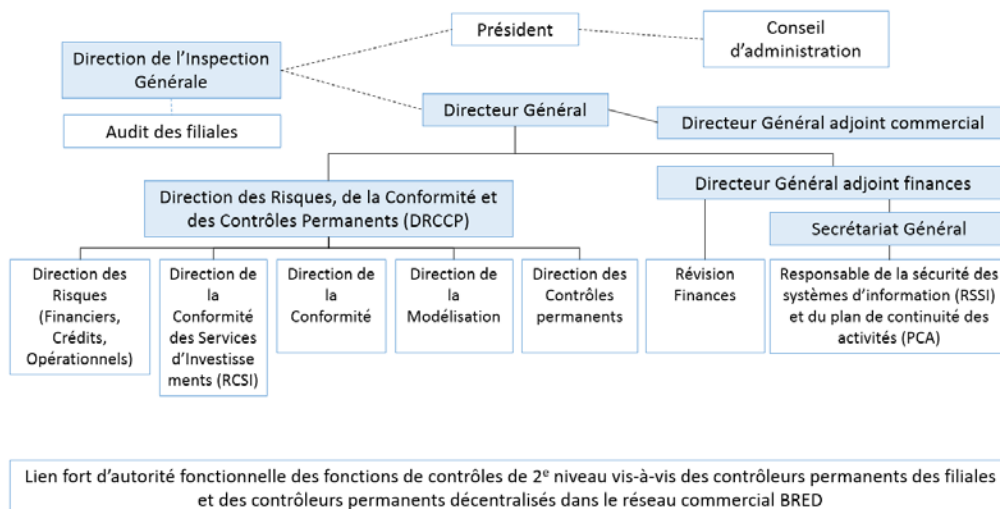 Président
Conseil
d’administration
Direction de l’Inspection
Générale
Audit des filiales
Directeur Général
Directeur Général adjoint commercial
Direction des Risques, de la Conformité et
des Contrôles Permanents (DRCCP)
Directeur Général adjoint finances
Secrétariat Général
Direction des
Risques
(Financiers,
Crédits,
Opérationnels)
Direction de
la
Conformité
des Services
d’Investisse
ments (RCSI)
Direction de
la
Conformité
Direction de
la
Modélisation
Direction des
Contrôles
permanents
Révision
Finances
Responsable de la sécurité des
systèmes d’information (RSSI)
et du plan de continuité des
activités (PCA)
Lien fort d’autorité fonctionnelle des fonctions de contrôles de 2e niveau vis-à-vis des contrôleurs permanents des filiales
et des contrôleurs permanents décentralisés dans le réseau commercial BRED